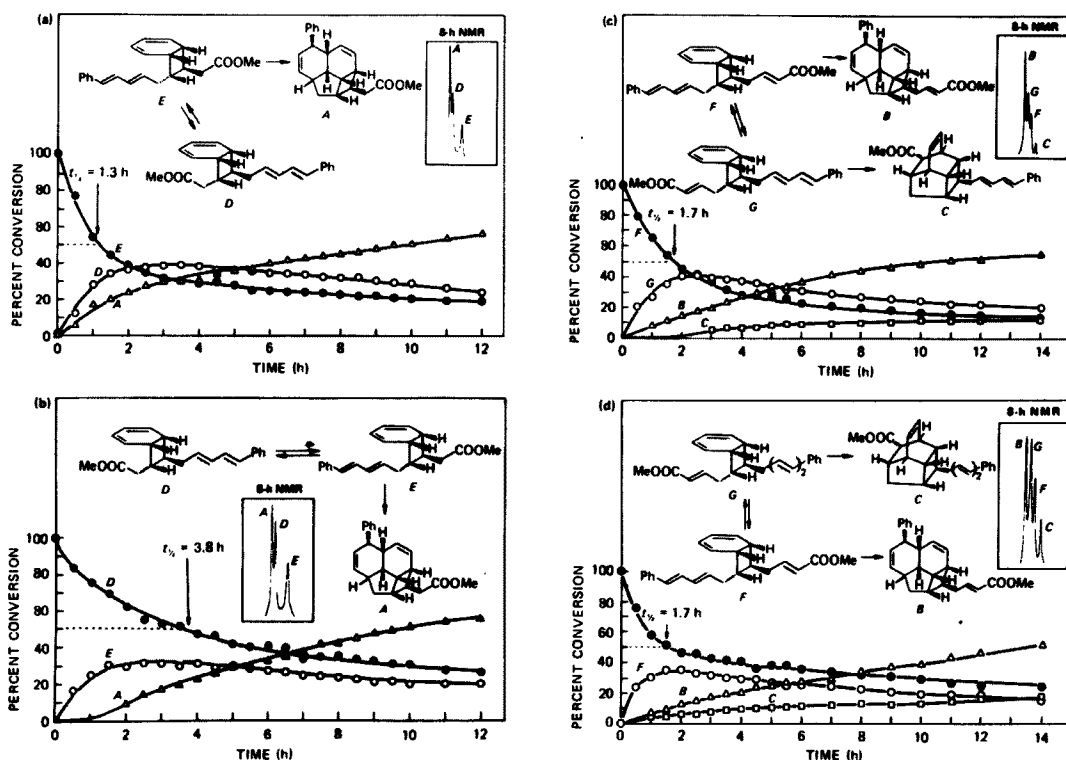 (a)
8-h NMR
A
D
E
Ph
H
H
H
COOMe
Ph
E
Ph
H
H
H
H
COOMe
A
H
H
H
MeOOC
Ph
D
PERCENT CONVERSION
100
80
60
40
20
0
t½ = 1.3 h
E
D
A
0 2 4 6 8 10 12
TIME (h)
(b)
H
H
H
MeOOC
Ph
D
H
H
H
COOMe
Ph
E
8-h NMR
A
D
E
Ph
H
H
H
H
COOMe
A
PERCENT CONVERSION
100
80
60
40
20
0
t½ = 3.8 h
D
E
A
0 2 4 6 8 10 12
TIME (h)
(c)
8-h NMR
B
G
F
C
H
H
H
COOMe
Ph
F
Ph
H
H
H
H
COOMe
B
H
H
H
MeOOC
Ph
G
MeOOC
H
H
H
H
Ph
C
PERCENT CONVERSION
100
80
60
40
20
0
t½ = 1.7 h
F
G
B
C
0 2 4 6 8 10 12 14
TIME (h)
(d)
8-h NMR
B
G
F
C
H
H
H
MeOOC
2
Ph
G
MeOOC
H
H
H
H
2
Ph
C
H
H
H
COOMe
Ph
F
Ph
H
H
H
H
COOMe
B
PERCENT CONVERSION
100
80
60
40
20
0
t½ = 1.7 h
F
B
C
0 2 4 6 8 10 12 14
TIME (h)